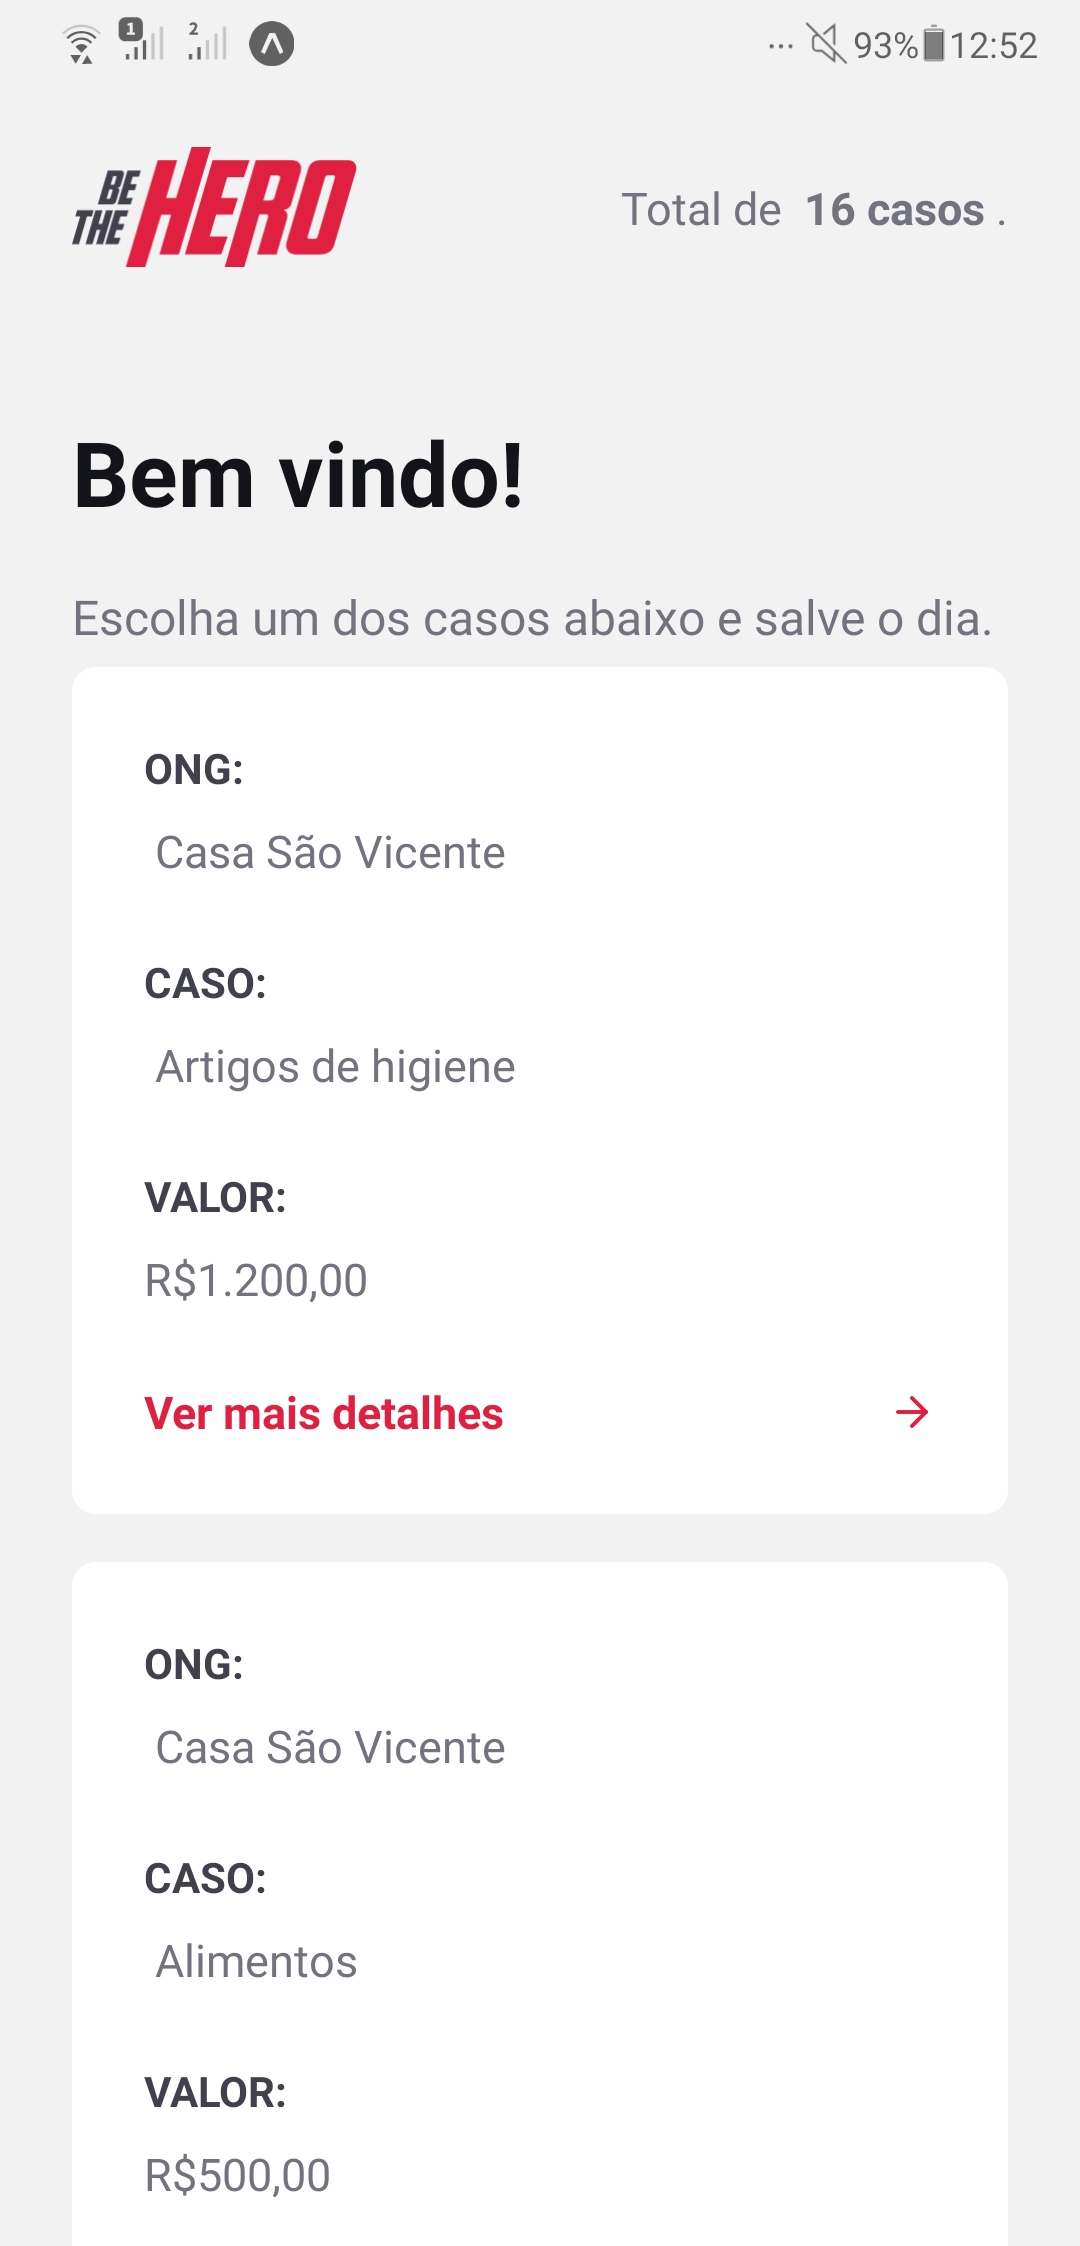 1 2 ... 93% 12:52
BE THE HERO
Total de 16 casos .
Bem vindo!
Escolha um dos casos abaixo e salve o dia.
ONG:
Casa São Vicente
CASO:
Artigos de higiene
VALOR:
R$1.200,00
Ver mais detalhes
ONG:
Casa São Vicente
CASO:
Alimentos
VALOR:
R$500,00